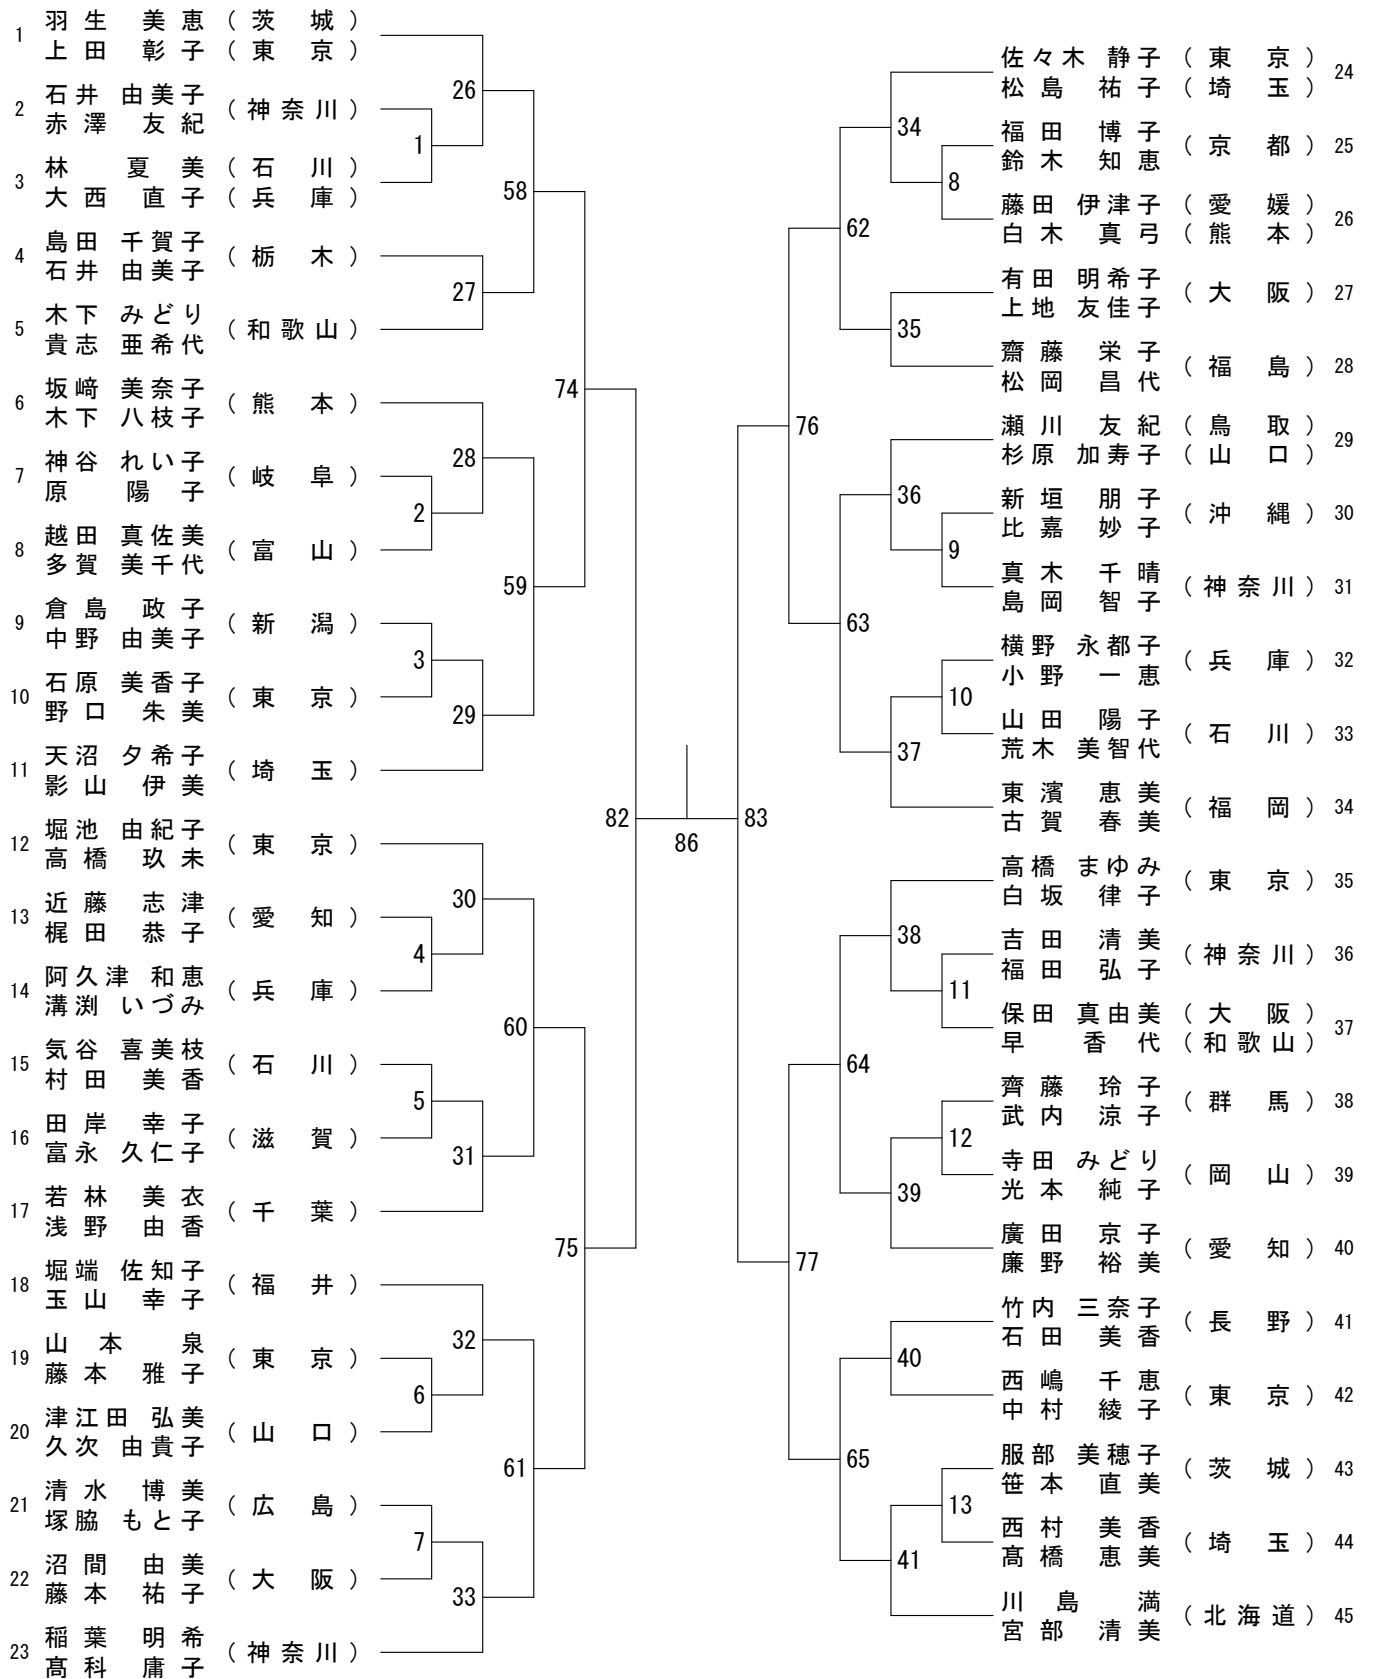 1 羽生 美恵 (茨城)
上田 彰子 (東京)
2 石井 由美子 (神奈川)
赤澤 友紀
3 林 夏美 (石川)
大西 直子 (兵庫)
4 島田 千賀子 (栃木)
石井 由美子
5 木下 みどり (和歌山)
貴志 亜希代
6 坂﨑 美奈子 (熊本)
木下 八枝子
7 神谷 れい子 (岐阜)
原 陽子
8 越田 真佐美 (富山)
多賀 美千代
9 倉島 政子 (新潟)
中野 由美子
10 石原 美香子 (東京)
野口 朱美
11 天沼 夕希子 (埼玉)
影山 伊美
12 堀池 由紀子 (東京)
高橋 玖未
13 近藤 志津 (愛知)
梶田 恭子
14 阿久津 和恵 (兵庫)
溝渕 いづみ
15 気谷 喜美枝 (石川)
村田 美香
16 田岸 幸子 (滋賀)
富永 久仁子
17 若林 美衣 (千葉)
浅野 由香
18 堀端 佐知子 (福井)
玉山 幸子
19 山本 泉 (東京)
藤本 雅子
20 津江田 弘美 (山口)
久次 由貴子
21 清水 博美 (広島)
塚脇 もと子
22 沼間 由美 (大阪)
藤本 祐子
23 稲葉 明希 (神奈川)
髙科 庸子
1
2
3
4
5
6
7
26
27
28
29
30
31
32
33
58
59
60
61
74
75
82
86
83
76
77
62
63
64
65
34
35
36
37
38
39
40
41
8
9
10
11
12
13
佐々木 静子 (東京) 24
松島 祐子 (埼玉)
福田 博子 (京都) 25
鈴木 知恵
藤田 伊津子 (愛媛) 26
白木 真弓 (熊本)
有田 明希子 (大阪) 27
上地 友佳子
齋藤 栄子 (福島) 28
松岡 昌代
瀬川 友紀 (鳥取) 29
杉原 加寿子 (山口)
新垣 朋子 (沖縄) 30
比嘉 妙子
真木 千晴 (神奈川) 31
島岡 智子
横野 永都子 (兵庫) 32
小野 一恵
山田 陽子 (石川) 33
荒木 美智代
東濱 恵美 (福岡) 34
古賀 春美
高橋 まゆみ (東京) 35
白坂 律子
吉田 清美 (神奈川) 36
福田 弘子
保田 真由美 (大阪) 37
早 香代 (和歌山)
齊藤 玲子 (群馬) 38
武内 涼子
寺田 みどり (岡山) 39
光本 純子
廣田 京子 (愛知) 40
廉野 裕美
竹内 三奈子 (長野) 41
石田 美香
西嶋 千恵 (東京) 42
中村 綾子
服部 美穂子 (茨城) 43
笹本 直美
西村 美香 (埼玉) 44
髙橋 恵美
川島 満 (北海道) 45
宮部 清美